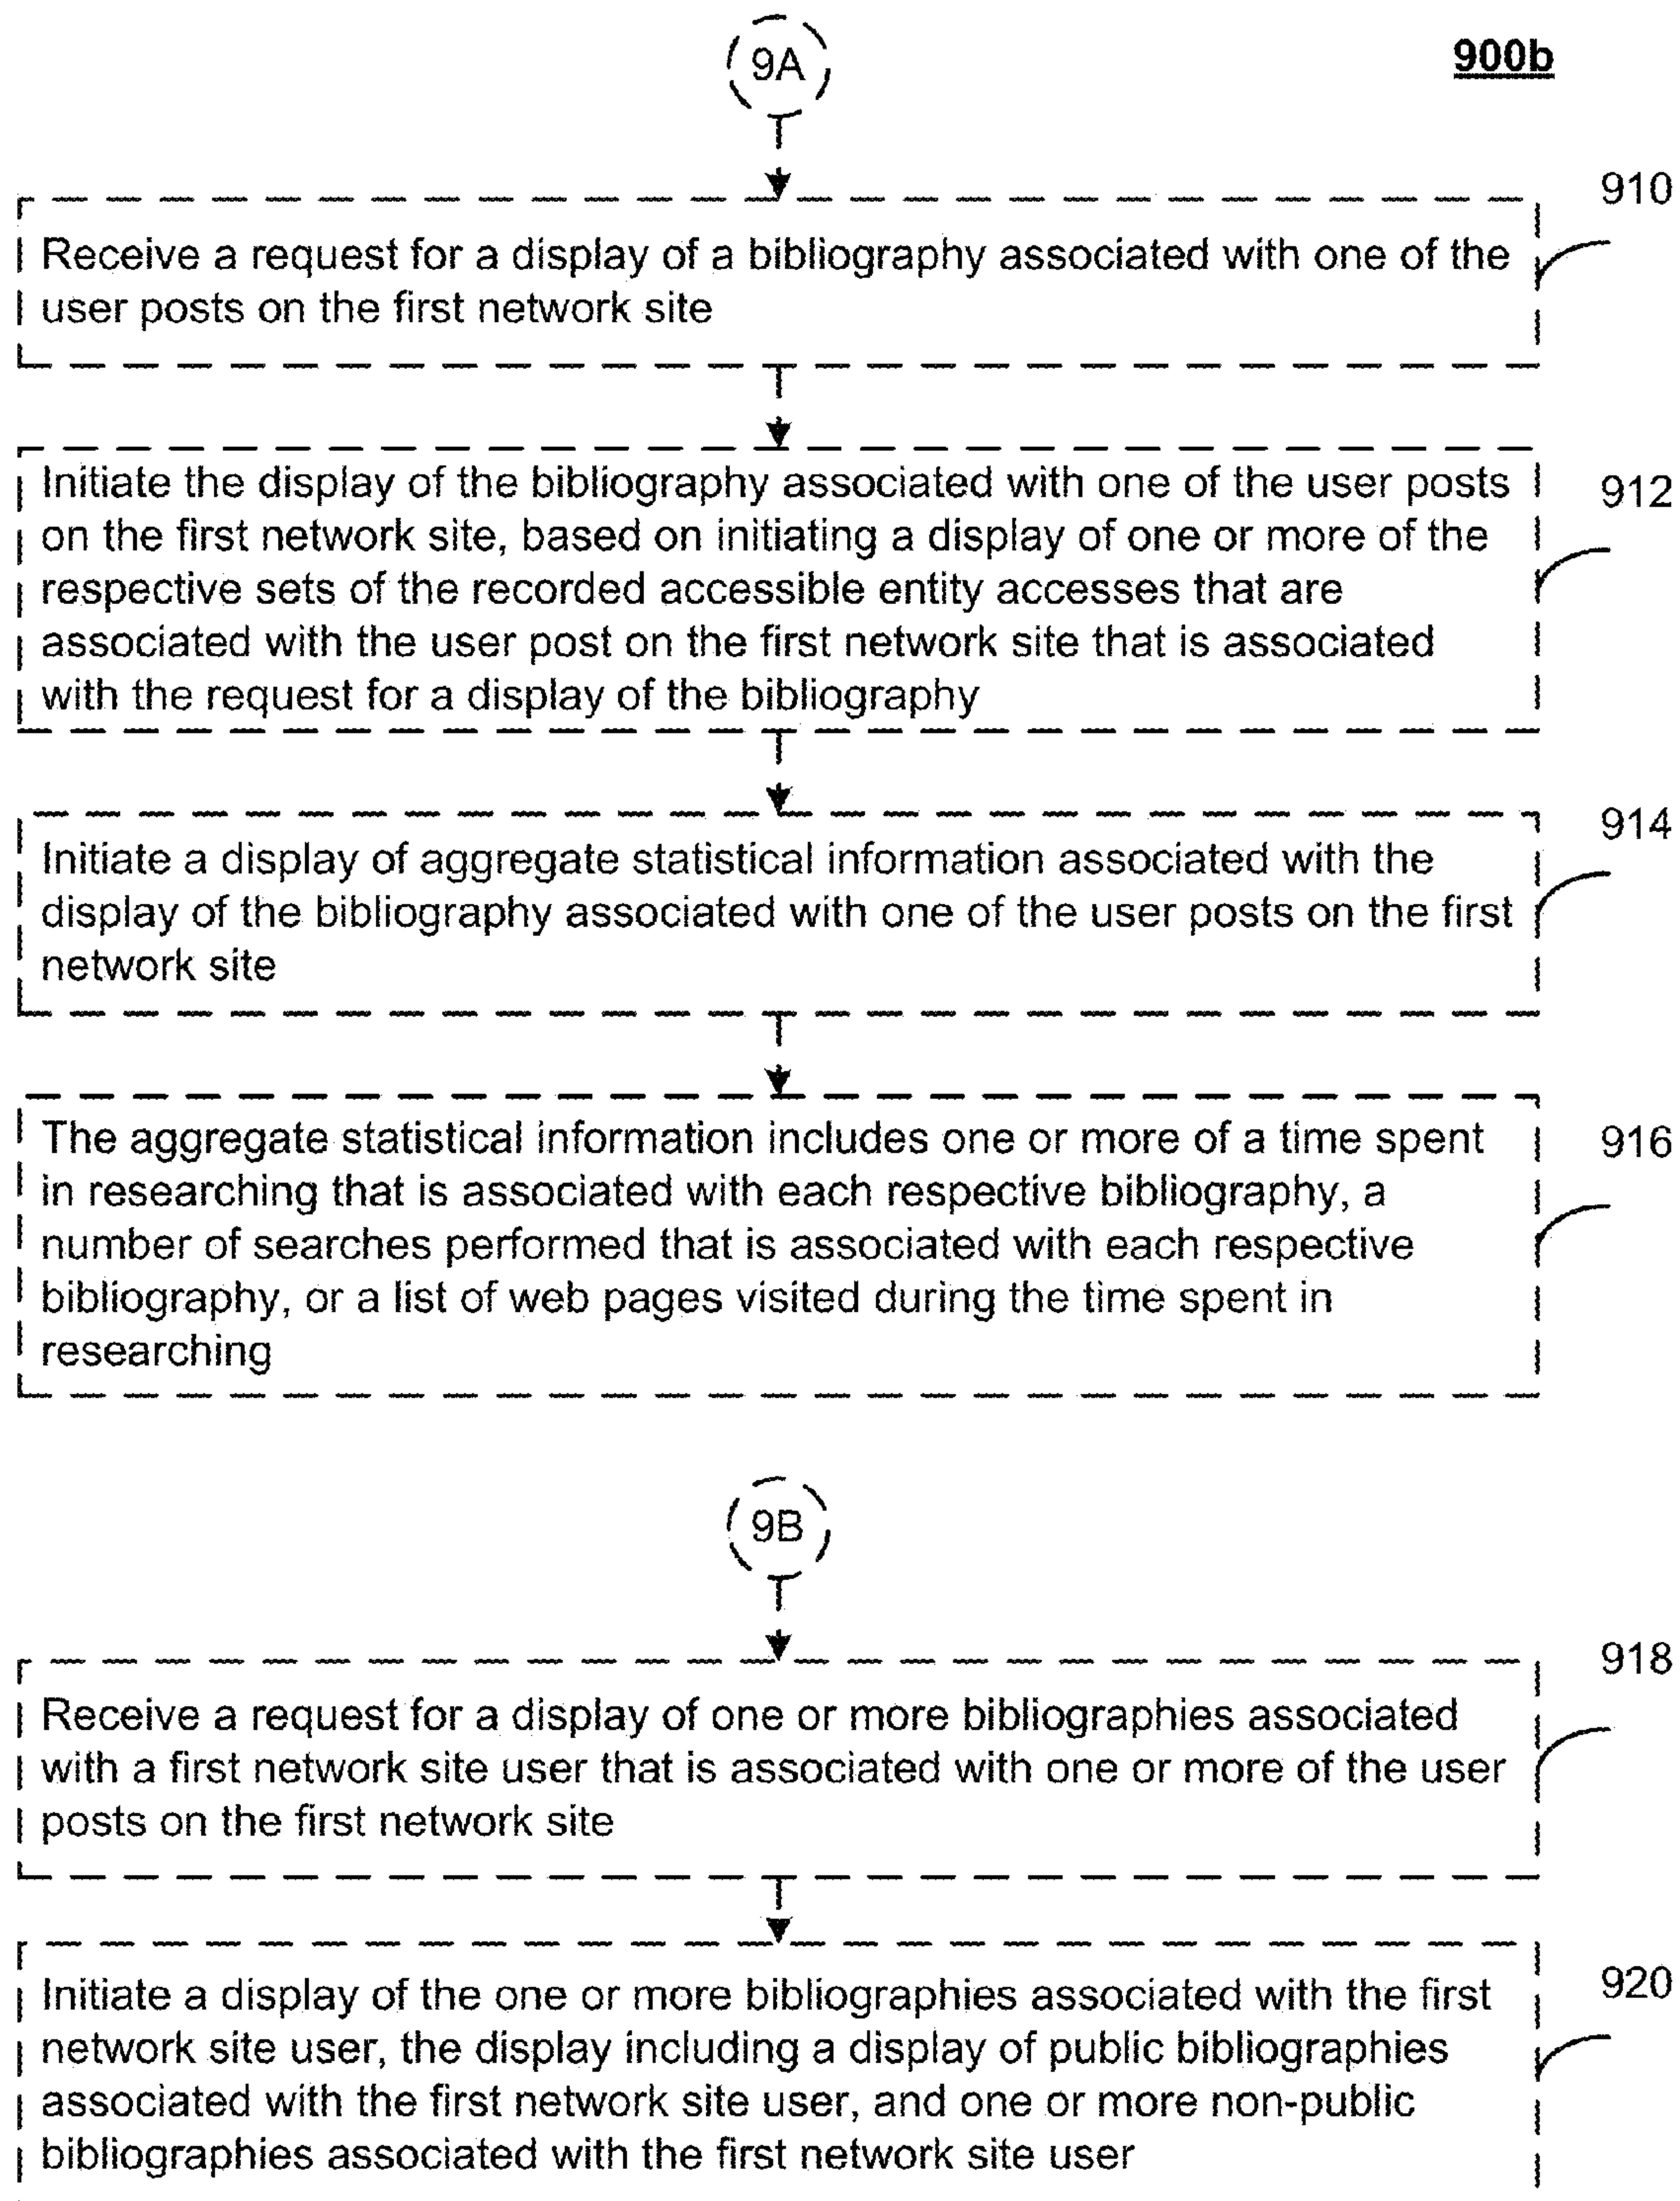 9A
900b
910
Receive a request for a display of a bibliography associated with one of the
user posts on the first network site
Initiate the display of the bibliography associated with one of the user posts
912
on the first network site, based on initiating a display of one or more of the
respective sets of the recorded accessible entity accesses that are
associated with the user post on the first network site that is associated
with the request for a display of the bibliography
914
Initiate a display of aggregate statistical information associated with the
display of the bibliography associated with one of the user posts on the first
network site
The aggregate statistical information includes one or more of a time spent
916
in researching that is associated with each respective bibliography, a
number of searches performed that is associated with each respective
bibliography, or a list of web pages visited during the time spent in
researching
9B
918
Receive a request for a display of one or more bibliographies associated
with a first network site user that is associated with one or more of the user
posts on the first network site
920
Initiate a display of the one or more bibliographies associated with the first
network site user, the display including a display of public bibliographies
associated with the first network site user, and one or more non-public
bibliographies associated with the first network site user